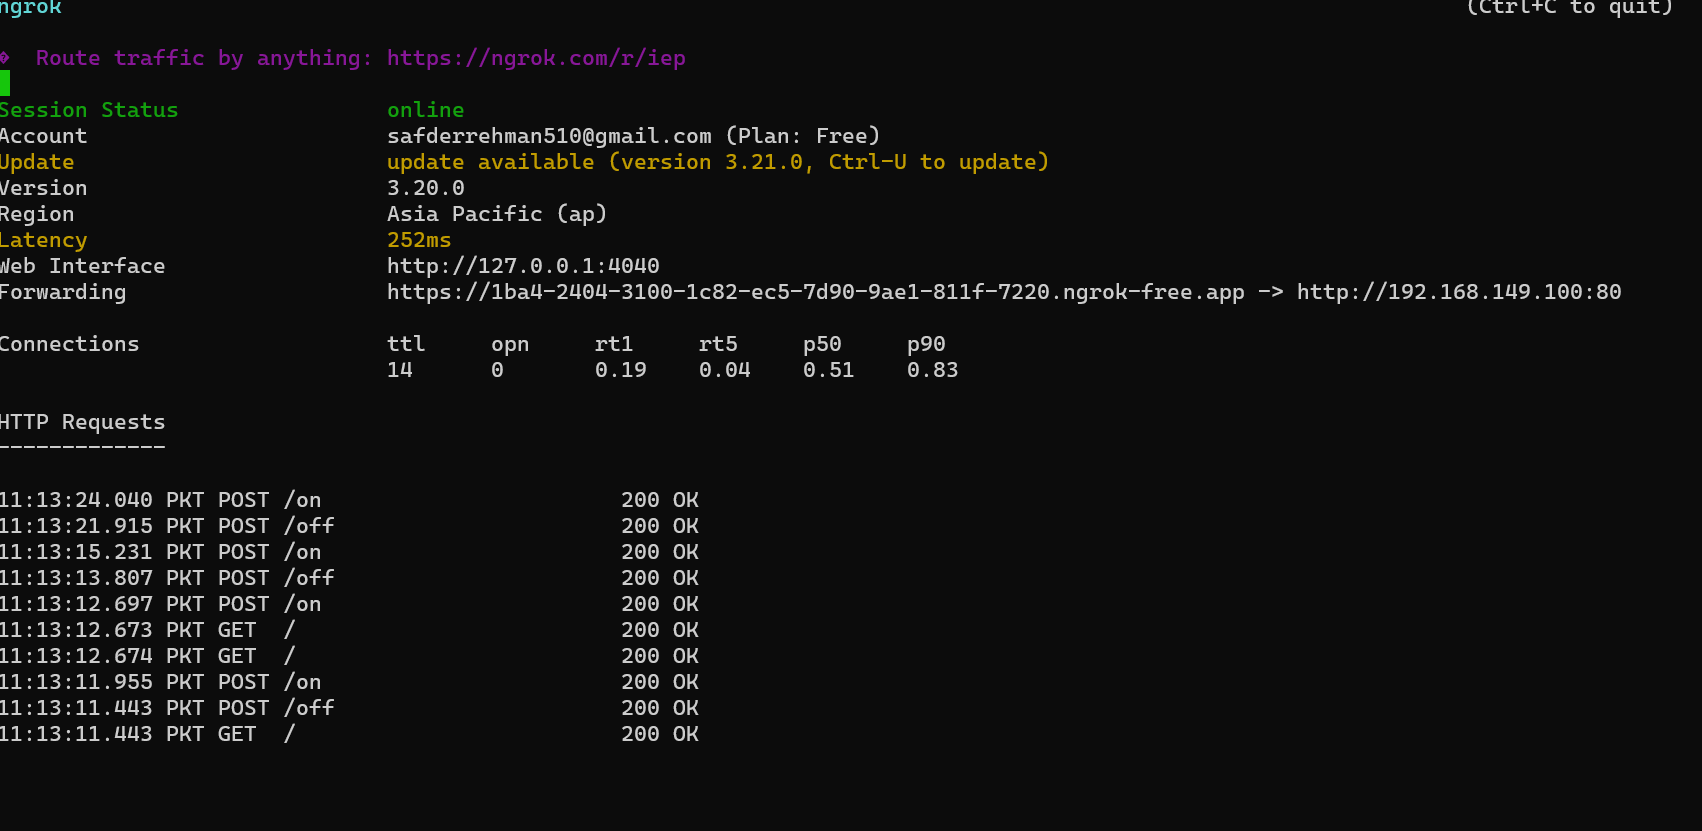 ngrok (Ctrl+C to quit)
� Route traffic by anything: https://ngrok.com/r/iep
Session Status online
Account safderrehman510@gmail.com (Plan: Free)
Update update available (version 3.21.0, Ctrl-U to update)
Version 3.20.0
Region Asia Pacific (ap)
Latency 252ms
Web Interface http://127.0.0.1:4040
Forwarding https://1ba4-2404-3100-1c82-ec5-7d90-9ae1-811f-7220.ngrok-free.app -> http://192.168.149.100:80
Connections ttl opn rt1 rt5 p50 p90
14 0 0.19 0.04 0.51 0.83
HTTP Requests
-------------
11:13:24.040 PKT POST /on 200 OK
11:13:21.915 PKT POST /off 200 OK
11:13:15.231 PKT POST /on 200 OK
11:13:13.807 PKT POST /off 200 OK
11:13:12.697 PKT POST /on 200 OK
11:13:12.673 PKT GET / 200 OK
11:13:12.674 PKT GET / 200 OK
11:13:11.955 PKT POST /on 200 OK
11:13:11.443 PKT POST /off 200 OK
11:13:11.443 PKT GET / 200 OK